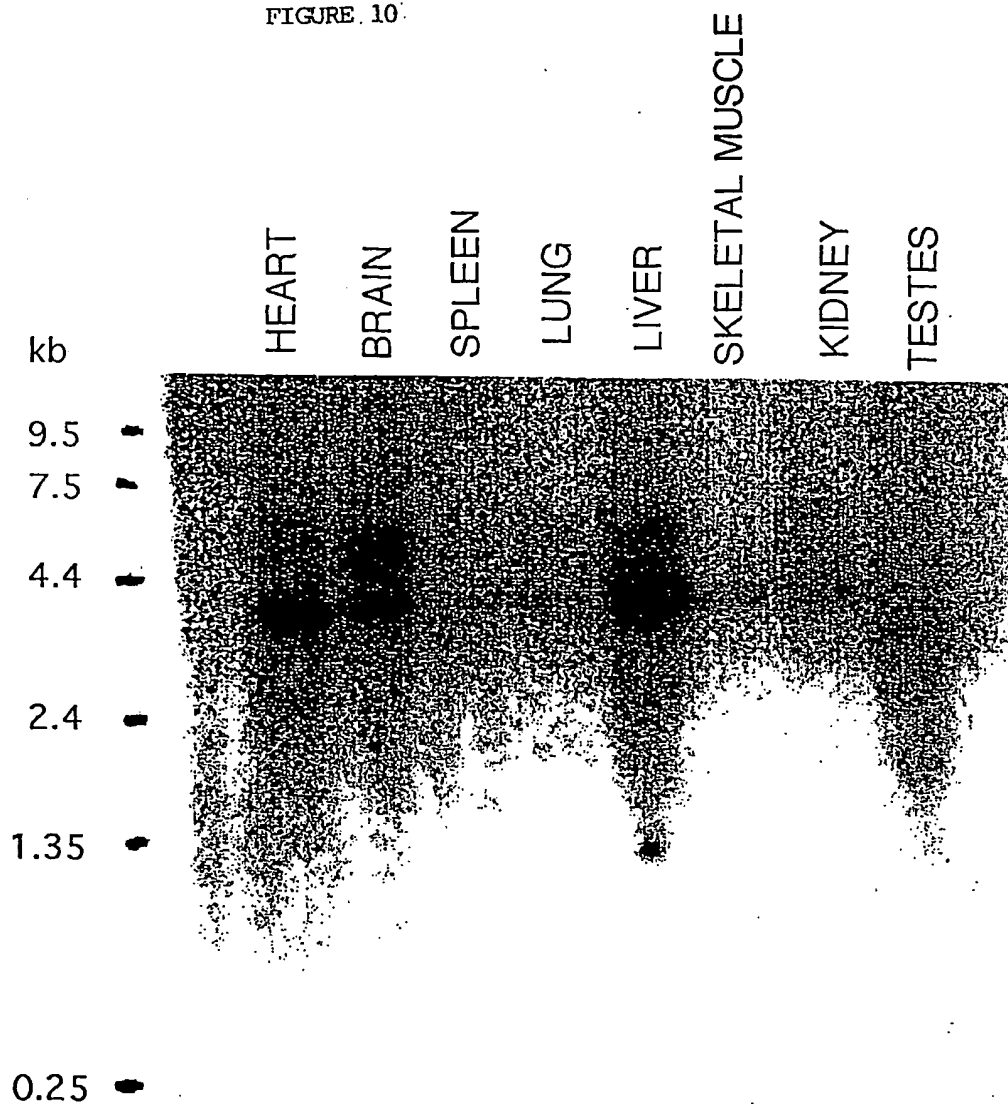 FIGURE 10
HEART
BRAIN
SPLEEN
LUNG
LIVER
SKELETAL MUSCLE
KIDNEY
TESTES
kb
9.5
7.5
4.4
2.4
1.35
0.25